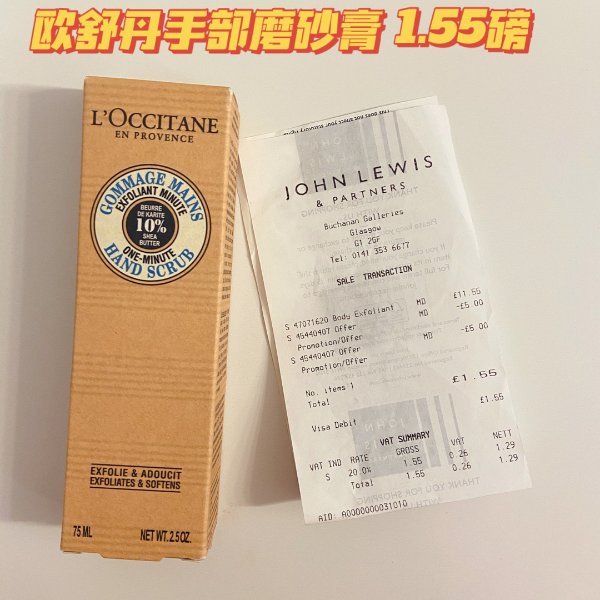 欧舒丹手部磨砂膏 1.55磅
L'OCCITANE
EN PROVENCE
GOMMAGE MAINS
EXFOLIANT MINUTE
BEURRE
DE KARITÉ
10%
SHEA
BUTTER
ONE-MINUTE
HAND SCRUB
EXFOLIE & ADOUCIT
EXFOLIATES & SOFTENS
75 ML NET WT. 2.5 OZ.
JOHN LEWIS
& PARTNERS
Buchanan Galleries
Glasgow
G1 2GF
Tel: 0141 353 6677
SALE TRANSACTION
S 47071620 Body Exfoliant MD £11.55
S 45440407 Offer MD -£5.00
Promotion/Offer
S 45440407 Offer MD -£5.00
Promotion/Offer
No. items 1
Total £1.55
Visa Debit £1.55
VAT SUMMARY
VAT IND RATE GROSS VAT NETT
S 20.0% 1.55 0.26 1.29
Total 1.55 0.26 1.29
AID: A0000000031010